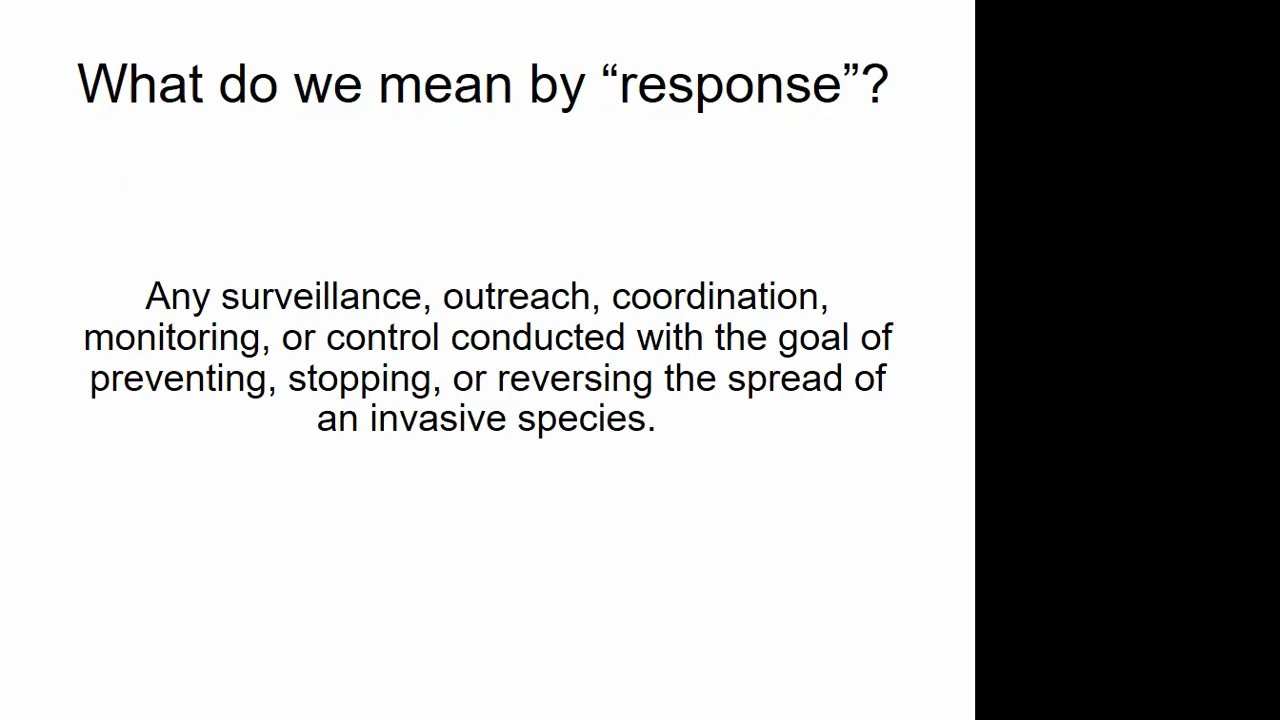 What do we mean by “response”?
Any surveillance, outreach, coordination,
monitoring, or control conducted with the goal of
preventing, stopping, or reversing the spread of
an invasive species.